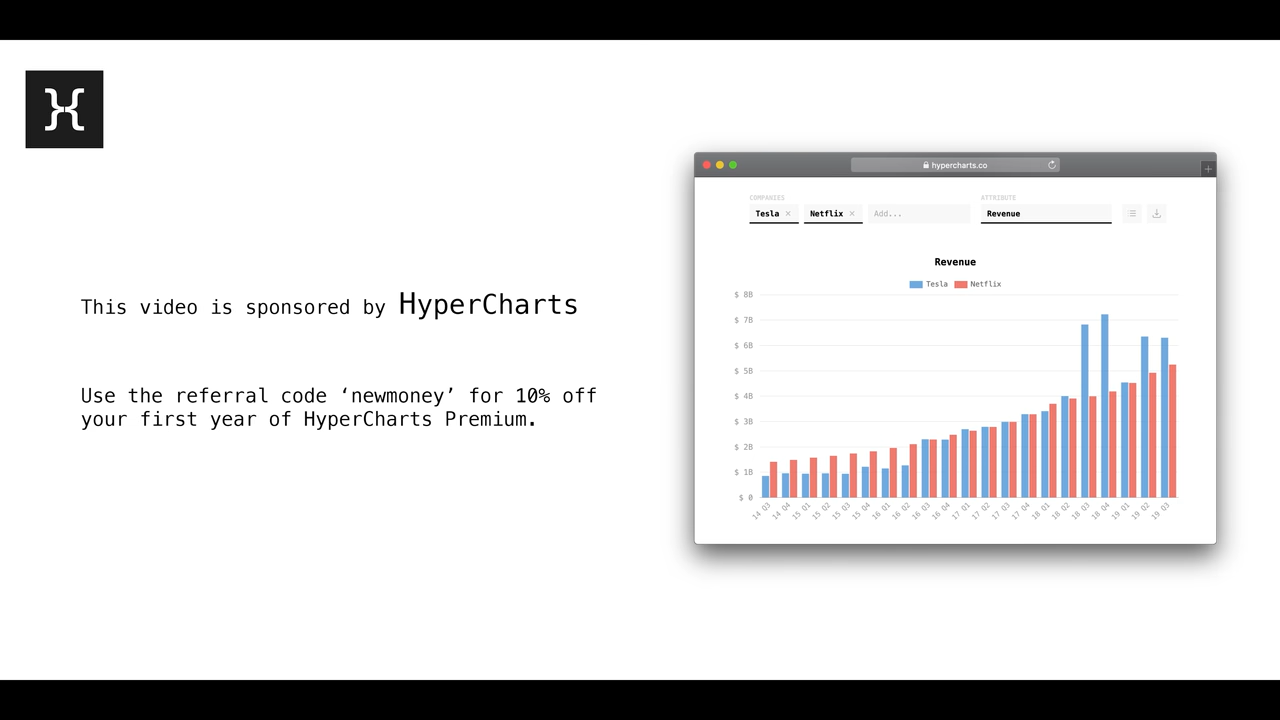 This video is sponsored by HyperCharts
Use the referral code ‘newmoney’ for 10% off
your first year of HyperCharts Premium.
hypercharts.co
COMPANIES
ATTRIBUTE
Tesla × Netflix × Add...
Revenue
Revenue
Tesla Netflix
$ 8B
$ 7B
$ 6B
$ 5B
$ 4B
$ 3B
$ 2B
$ 1B
$ 0
14 Q3 14 Q4 15 Q1 15 Q2 15 Q3 15 Q4 16 Q1 16 Q2 16 Q3 16 Q4 17 Q1 17 Q2 17 Q3 17 Q4 18 Q1 18 Q2 18 Q3 18 Q4 19 Q1 19 Q2 19 Q3